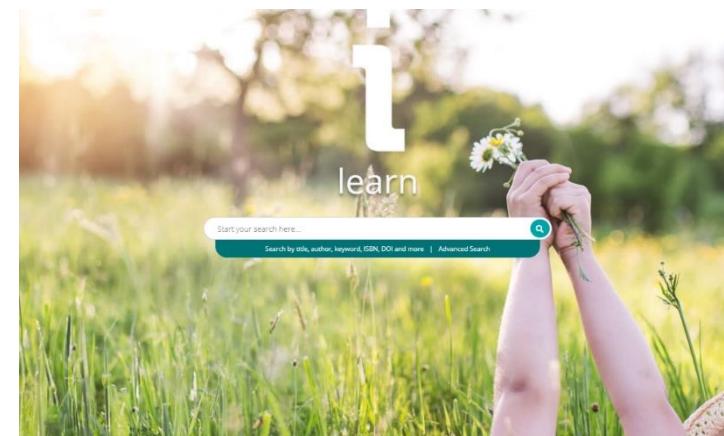 i
learn
Start your search here...
Search by title, author, keyword, ISBN, DOI and more | Advanced Search